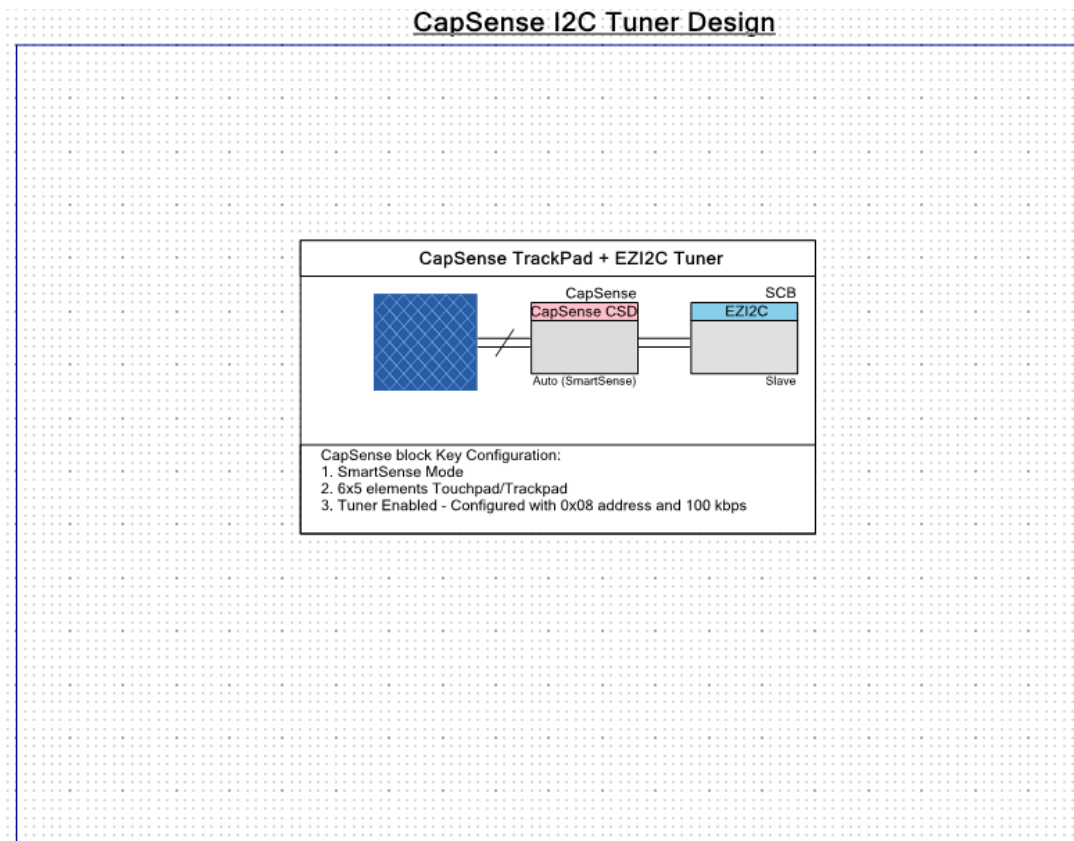 CapSense I2C Tuner Design
CapSense TrackPad + EZI2C Tuner
CapSense
SCB
CapSense CSD
EZI2C
Auto (SmartSense)
Slave
CapSense block Key Configuration:
1. SmartSense Mode
2. 6x5 elements Touchpad/Trackpad
3. Tuner Enabled - Configured with 0x08 address and 100 kbps